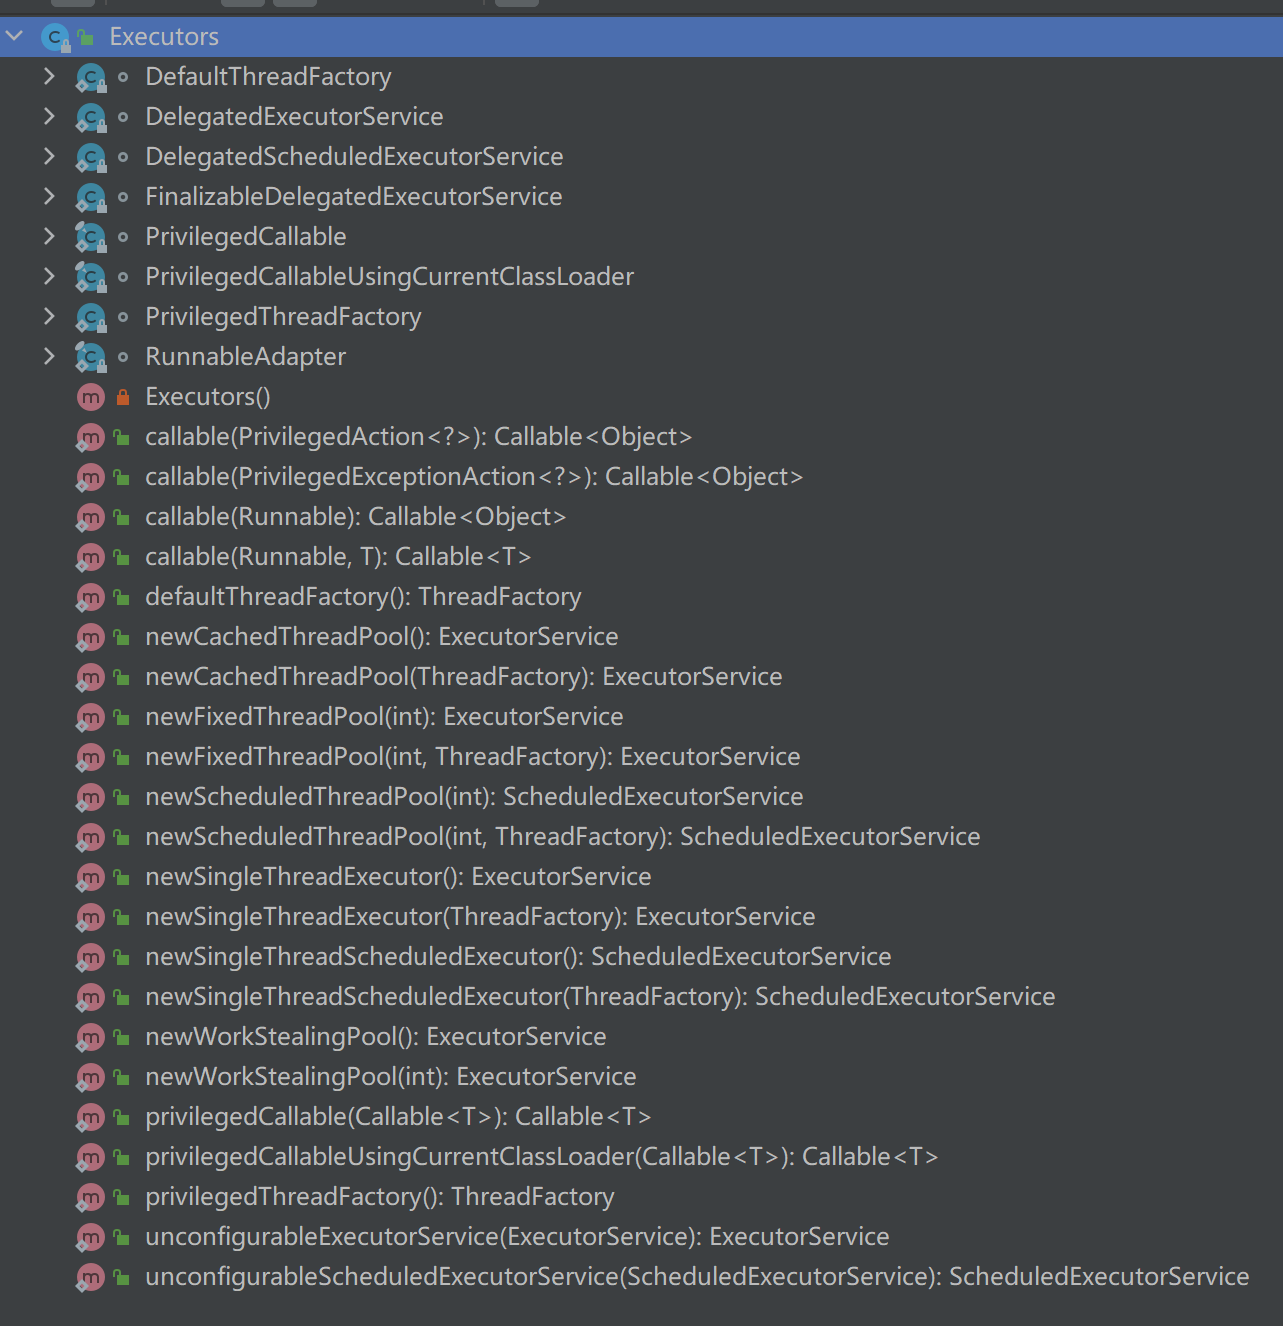 Executors
DefaultThreadFactory
DelegatedExecutorService
DelegatedScheduledExecutorService
FinalizableDelegatedExecutorService
PrivilegedCallable
PrivilegedCallableUsingCurrentClassLoader
PrivilegedThreadFactory
RunnableAdapter
Executors()
callable(PrivilegedAction<?>): Callable<Object>
callable(PrivilegedExceptionAction<?>): Callable<Object>
callable(Runnable): Callable<Object>
callable(Runnable, T): Callable<T>
defaultThreadFactory(): ThreadFactory
newCachedThreadPool(): ExecutorService
newCachedThreadPool(ThreadFactory): ExecutorService
newFixedThreadPool(int): ExecutorService
newFixedThreadPool(int, ThreadFactory): ExecutorService
newScheduledThreadPool(int): ScheduledExecutorService
newScheduledThreadPool(int, ThreadFactory): ScheduledExecutorService
newSingleThreadExecutor(): ExecutorService
newSingleThreadExecutor(ThreadFactory): ExecutorService
newSingleThreadScheduledExecutor(): ScheduledExecutorService
newSingleThreadScheduledExecutor(ThreadFactory): ScheduledExecutorService
newWorkStealingPool(): ExecutorService
newWorkStealingPool(int): ExecutorService
privilegedCallable(Callable<T>): Callable<T>
privilegedCallableUsingCurrentClassLoader(Callable<T>): Callable<T>
privilegedThreadFactory(): ThreadFactory
unconfigurableExecutorService(ExecutorService): ExecutorService
unconfigurableScheduledExecutorService(ScheduledExecutorService): ScheduledExecutorService